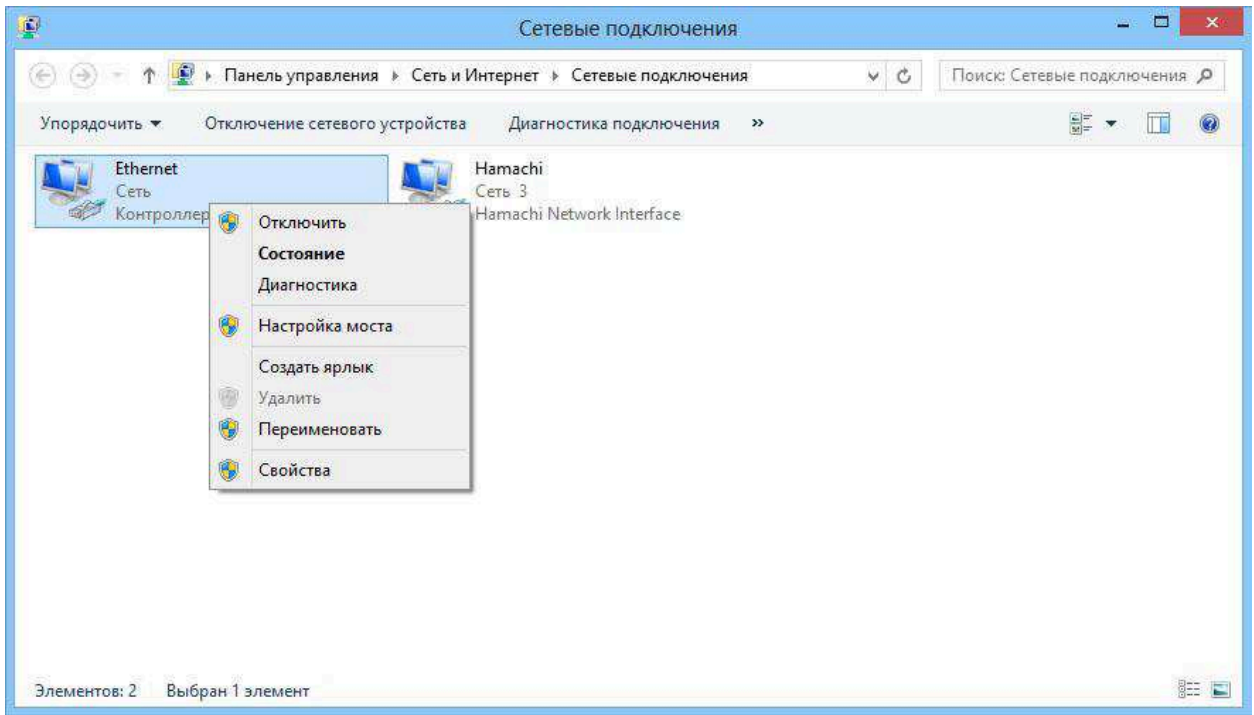 Сетевые подключения
Панель управления Сеть и Интернет Сетевые подключения
Поиск: Сетевые подключения
Упорядочить Отключение сетевого устройства Диагностика подключения »
Ethernet
Сеть
Контроллер
Hamachi
Сеть 3
Hamachi Network Interface
Отключить
Состояние
Диагностика
Настройка моста
Создать ярлык
Удалить
Переименовать
Свойства
Элементов: 2 Выбран 1 элемент